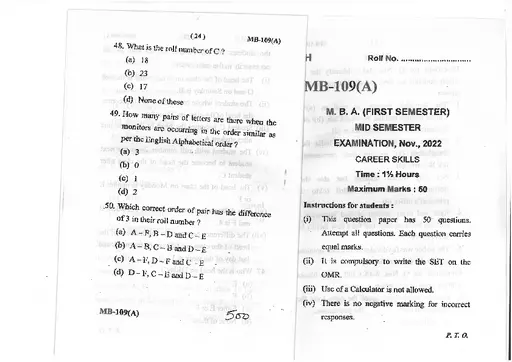 ( 24 )
MB-109(A)
48. What is the roll number of C ?
(a) 18
(b) 23
(c) 17
(d) None of these
49. How many pairs of letters are there when the
monitors are occurring in the order similar as
per the English Alphabetical order ?
(a) 3
(b) 0
(c) 1
(d) 2
50. Which correct order of pair has the difference
of 3 in their roll number ?
(a) A – F, B – D and C – E
(b) A – B, C – B and D – E
(c) A – F, D – F and C – E
(d) D – F, C – B and D – E
MB-109(A)
500
H
Roll No. ..............................
MB-109(A)
M. B. A. (FIRST SEMESTER)
MID SEMESTER
EXAMINATION, Nov., 2022
CAREER SKILLS
Time : 1½ Hours
Maximum Marks : 50
Instructions for students :
(i) This question paper has 50 questions.
Attempt all questions. Each question carries
equal marks.
(ii) It is compulsory to write the SET on the
OMR.
(iii) Use of a Calculator is not allowed.
(iv) There is no negative marking for incorrect
responses.
P. T. O.